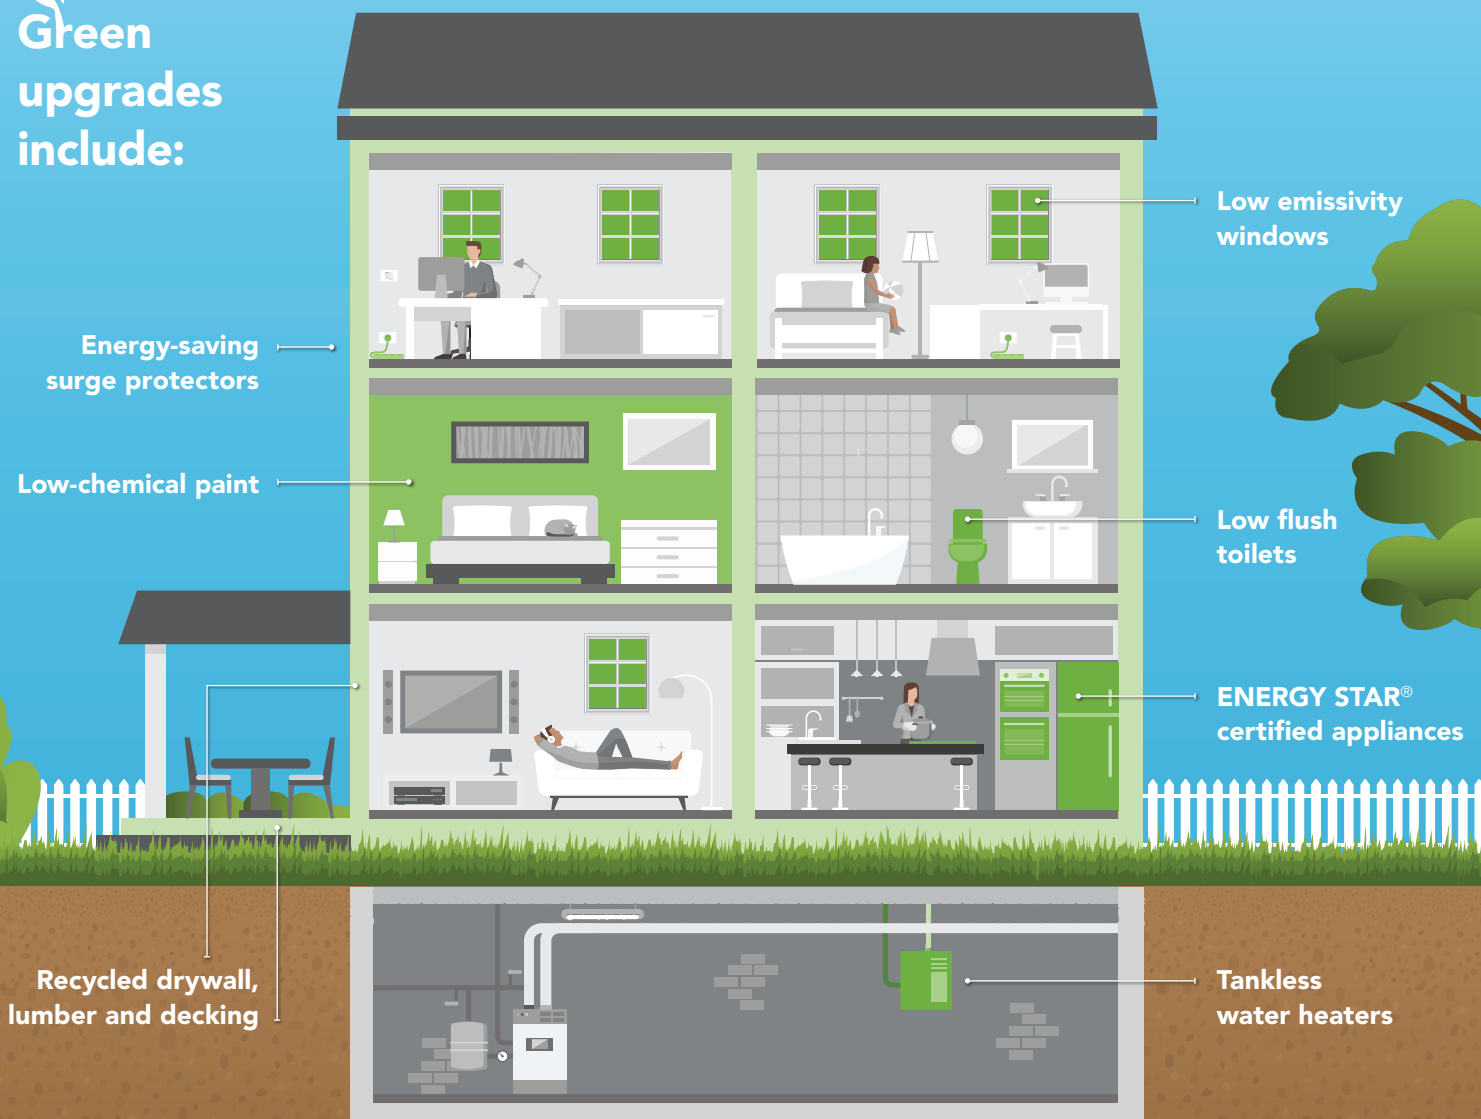 Green
upgrades
include:
Low emissivity
windows
Energy-saving
surge protectors
Low-chemical paint
Low flush
toilets
ENERGY STAR®
certified appliances
Recycled drywall,
lumber and decking
Tankless
water heaters